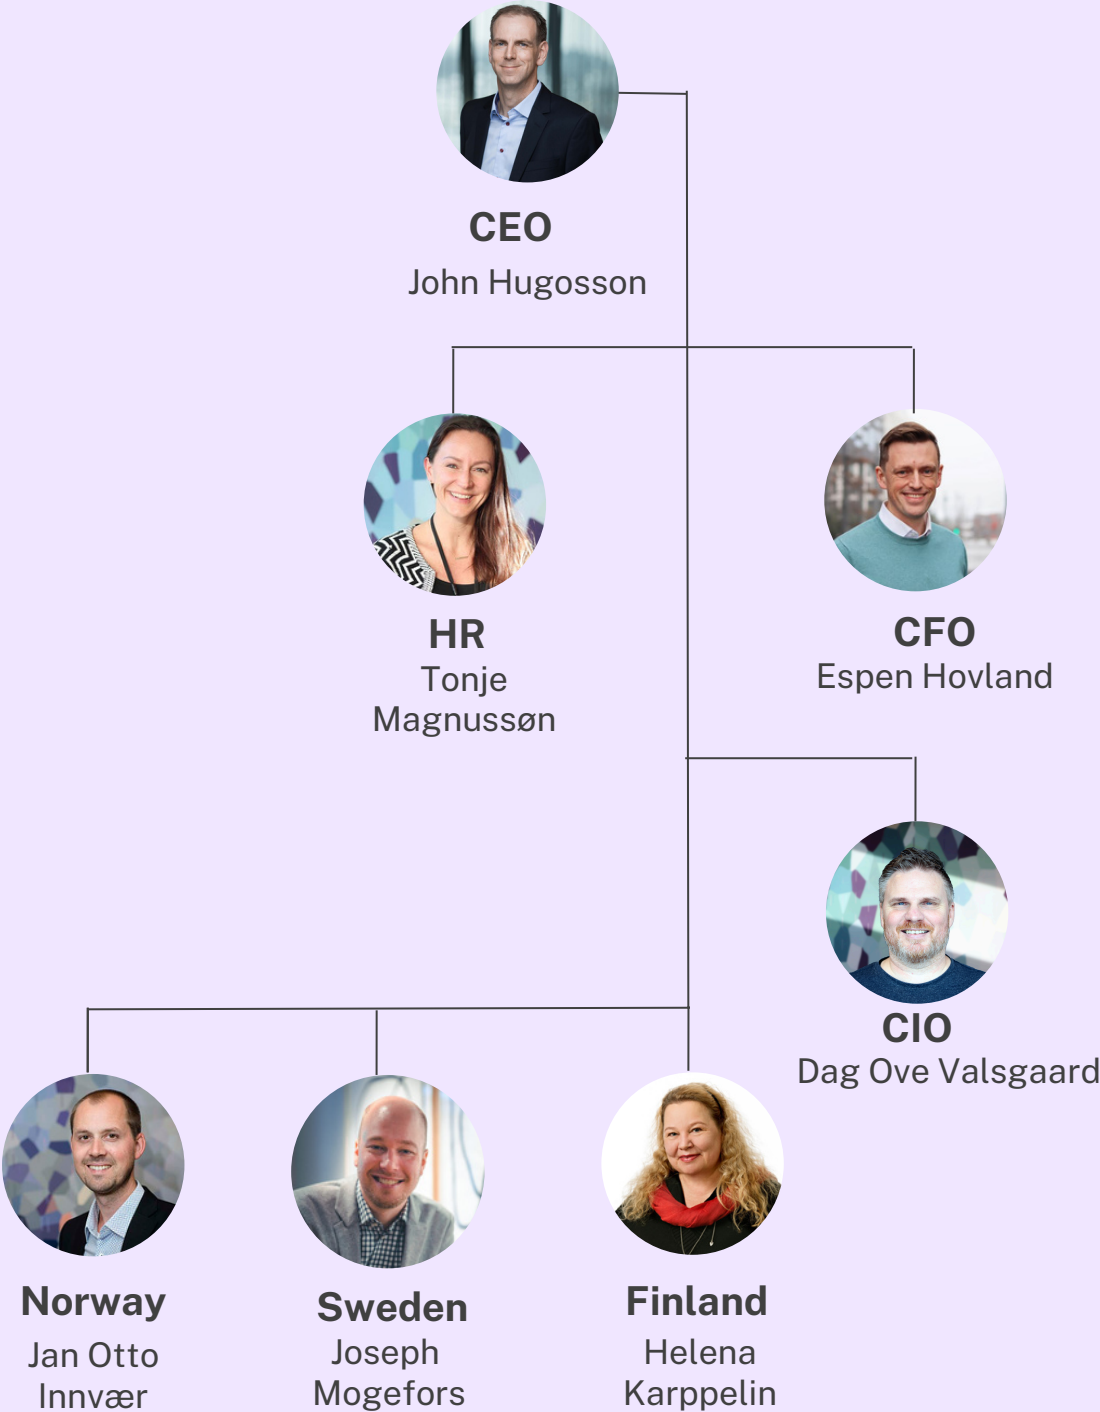 CEO
John Hugosson
HR
Tonje
Magnussøn
CFO
Espen Hovland
CIO
Dag Ove Valsgaard
Norway
Jan Otto
Innvær
Sweden
Joseph
Mogefors
Finland
Helena
Karppelin